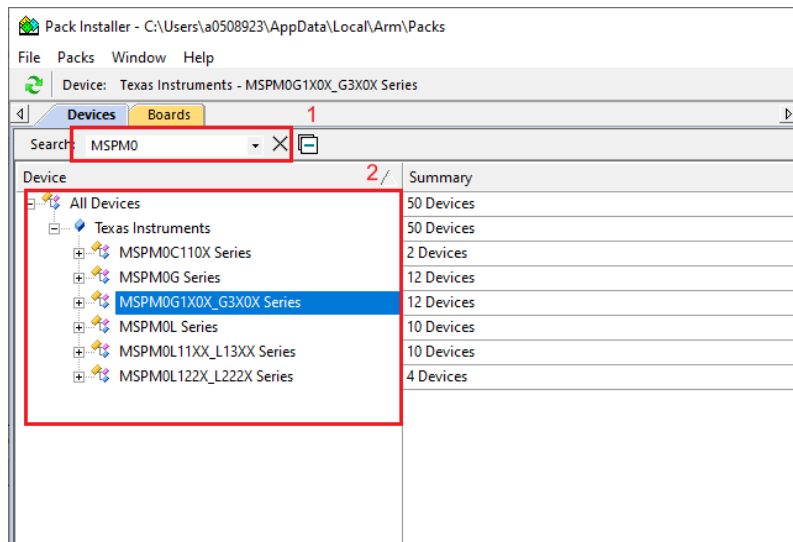 Pack Installer - C:\Users\a0508923\AppData\Local\Arm\Packs
File Packs Window Help
Device: Texas Instruments - MSPM0G1X0X_G3X0X Series
Devices Boards 1
Search: MSPM0
Device 2 Summary
All Devices 50 Devices
Texas Instruments 50 Devices
MSPM0C110X Series 2 Devices
MSPM0G Series 12 Devices
MSPM0G1X0X_G3X0X Series 12 Devices
MSPM0L Series 10 Devices
MSPM0L11XX_L13XX Series 10 Devices
MSPM0L122X_L222X Series 4 Devices